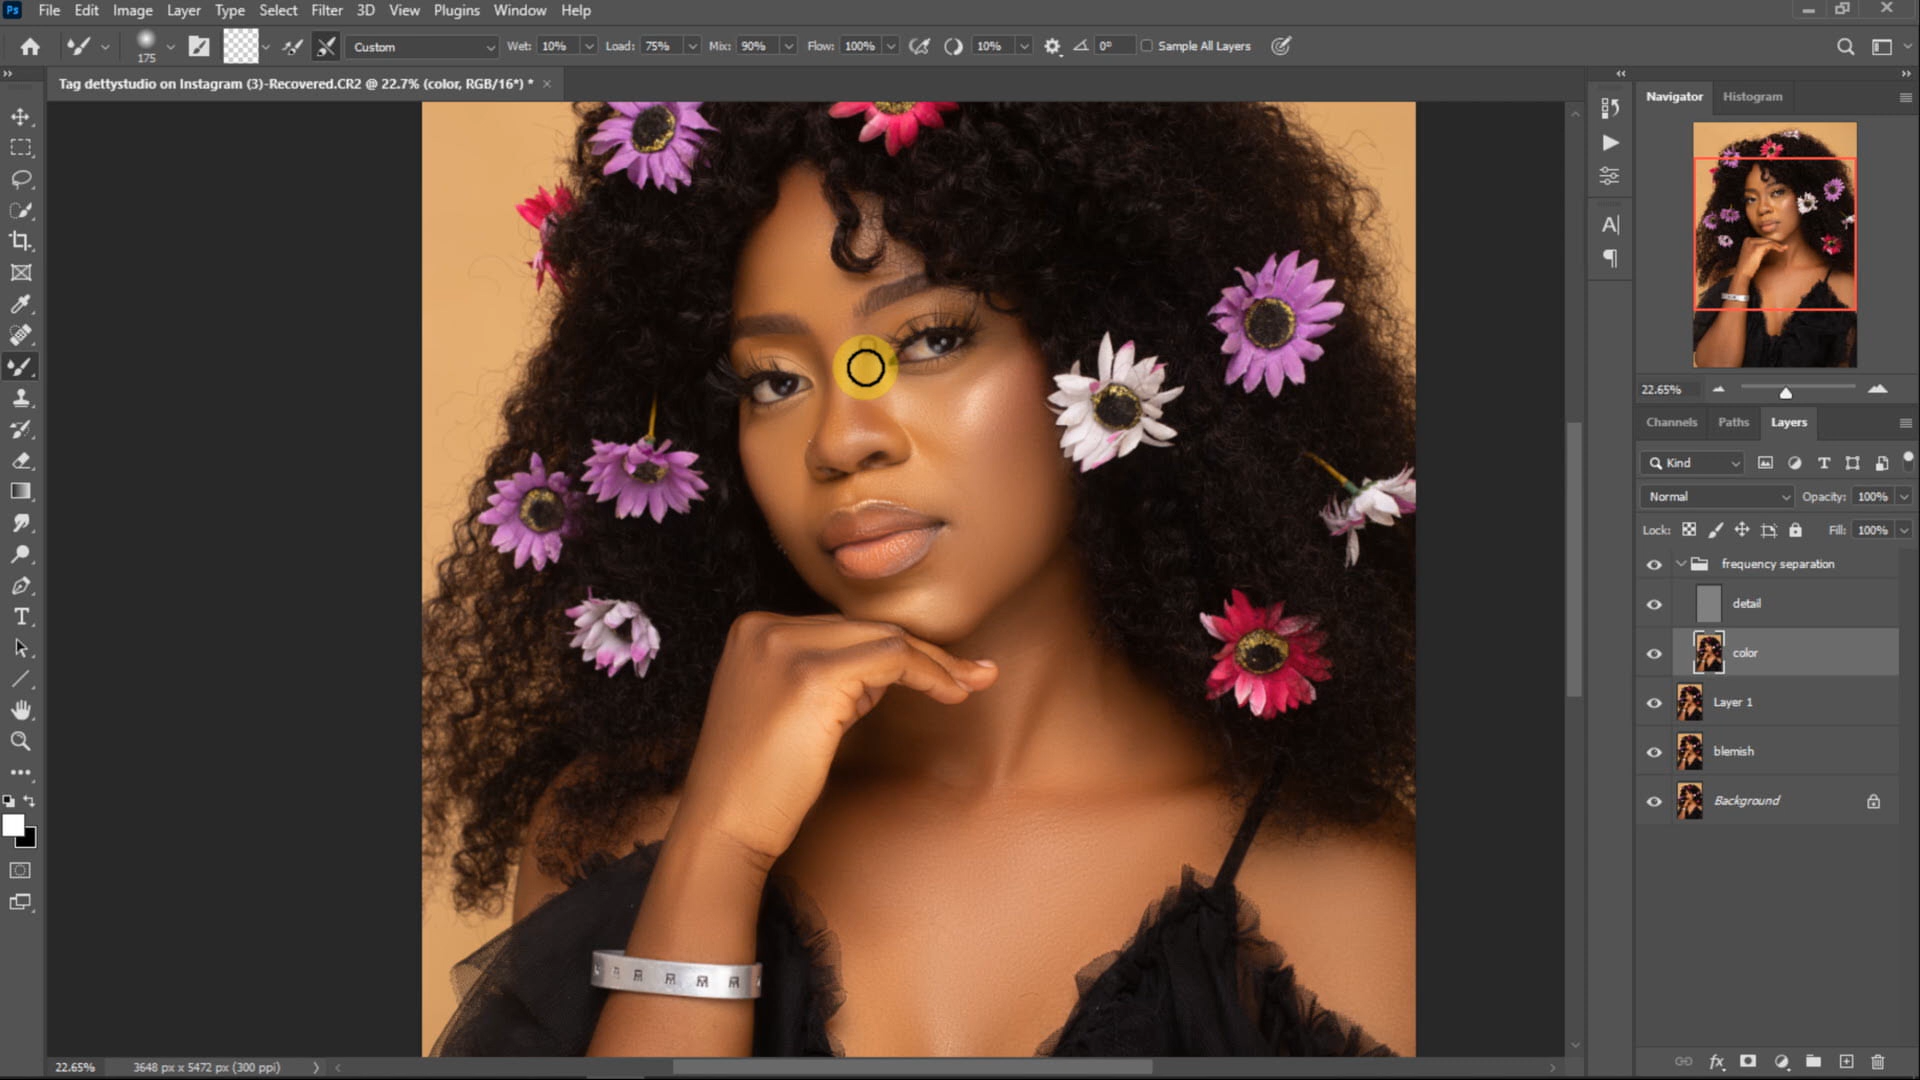 Ps File Edit Image Layer Type Select Filter 3D View Plugins Window Help
175 Custom Wet: 10% Load: 75% Mix: 90% Flow: 100% 10% 0° Sample All Layers
Tag dettystudio on Instagram (3)-Recovered.CR2 @ 22.7% (color, RGB/16*) *
Navigator Histogram
22.65%
Channels Paths Layers
Kind
Normal Opacity: 100%
Lock: Fill: 100%
frequency separation
detail
color
Layer 1
blemish
Background
22.65% 3648 px x 5472 px (300 ppi)